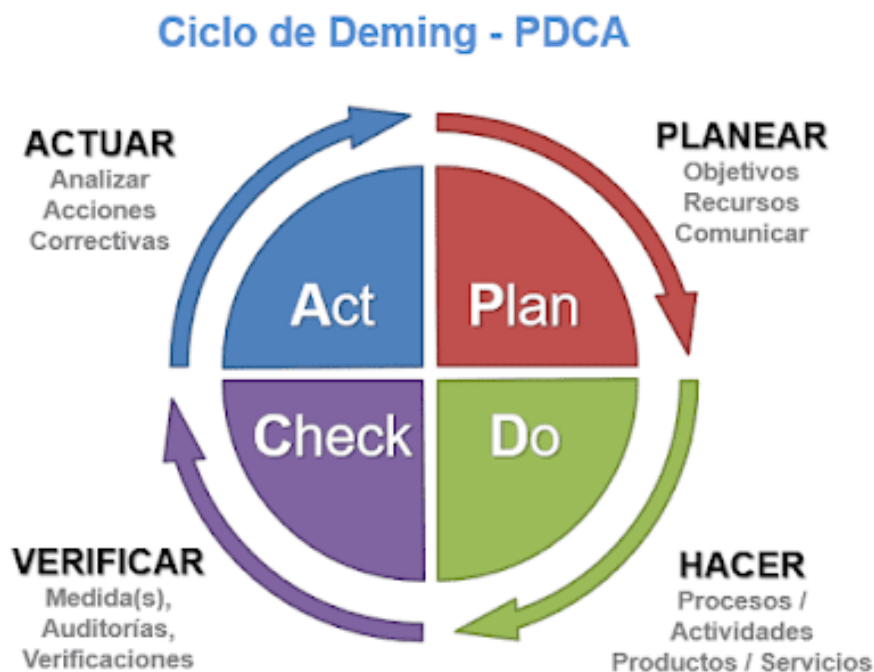 Ciclo de Deming - PDCA
ACTUAR
Analizar
Acciones
Correctivas
PLANEAR
Objetivos
Recursos
Comunicar
Act
Plan
Check
Do
VERIFICAR
Medida(s),
Auditorías,
Verificaciones
HACER
Procesos /
Actividades
Productos / Servicios